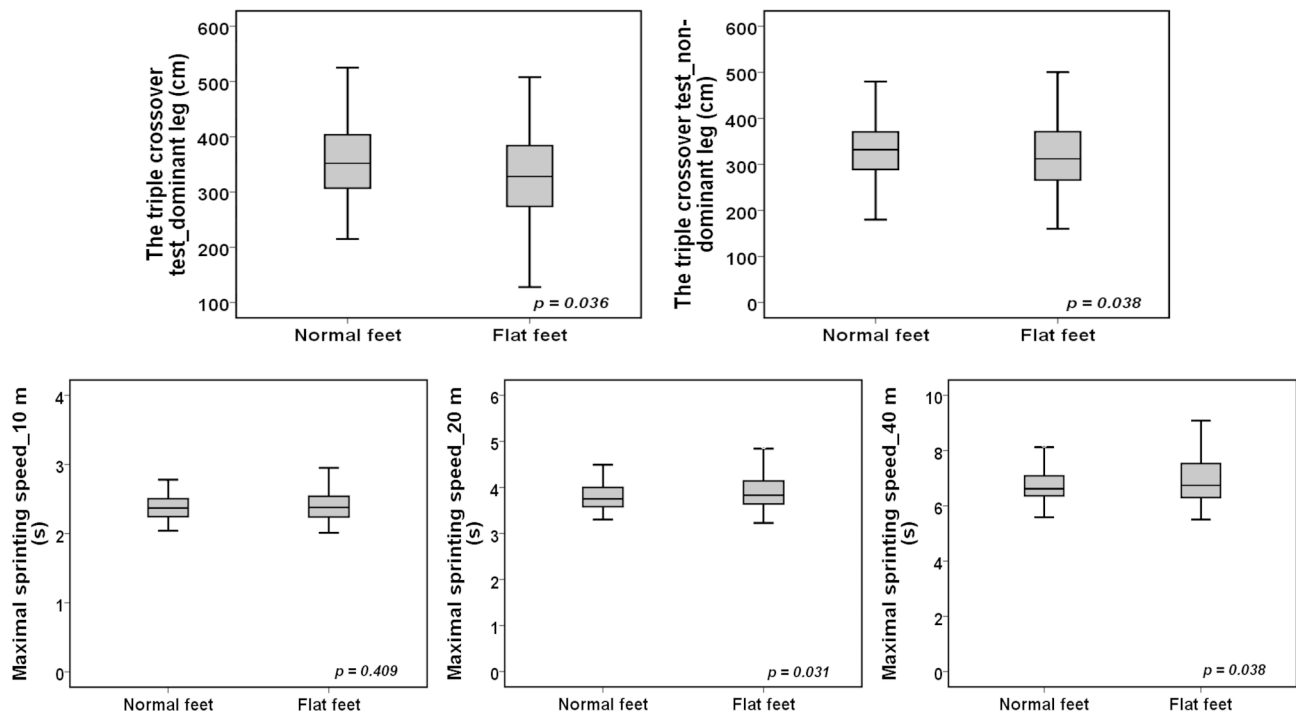 The triple crossover
test_dominant leg (cm)
600
500
400
300
200
100
p = 0.036
Normal feet
Flat feet
The triple crossover test_non-
dominant leg (cm)
600
500
400
300
200
100
0
p = 0.038
Normal feet
Flat feet
Maximal sprinting speed_10 m
(s)
4
3
2
1
0
p = 0.409
Normal feet
Flat feet
Maximal sprinting speed_20 m
(s)
6
5
4
3
2
1
0
p = 0.031
Normal feet
Flat feet
Maximal sprinting speed_40 m
(s)
10
8
6
4
2
0
p = 0.038
Normal feet
Flat feet